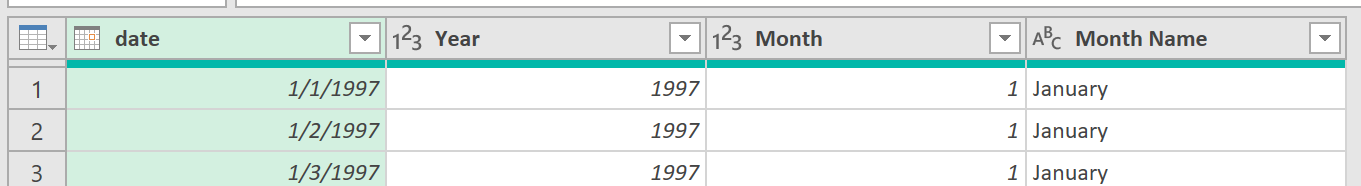 date 1²3 Year 1²3 Month ABC Month Name
1 1/1/1997 1997 1 January
2 1/2/1997 1997 1 January
3 1/3/1997 1997 1 January